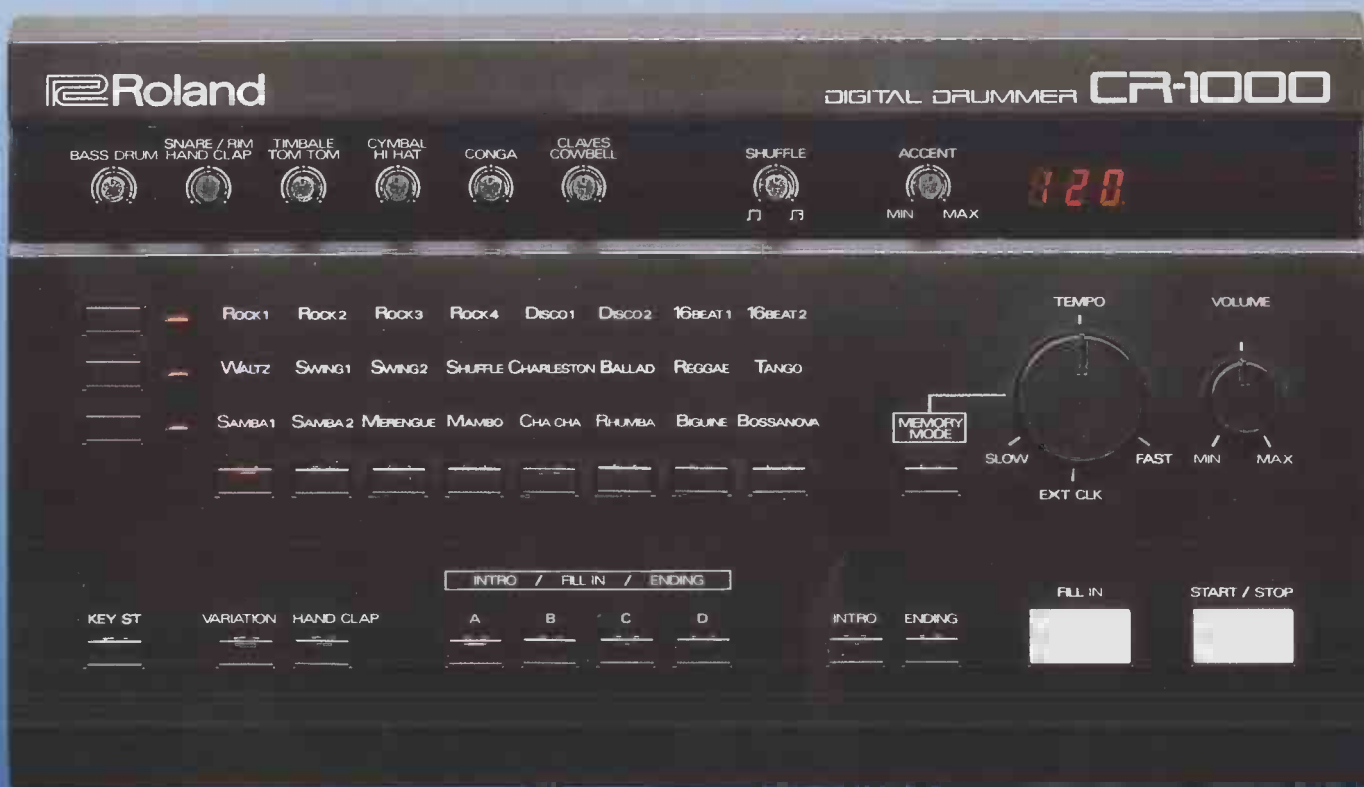 Roland
DIGITAL DRUMMER CR-1000
BASS DRUM
SNARE / RIM
HAND CLAP
TIMBALE
TOM TOM
CYMBAL
HI HAT
CONGA
CLAVES
COWBELL
SHUFFLE
ACCENT
MIN MAX
120
ROCK1 ROCK2 ROCK3 ROCK4 DISCO1 DISCO2 16BEAT1 16BEAT2
WALTZ SWING1 SWING2 SHUFFLE CHARLESTON BALLAD REGGAE TANGO
SAMBA1 SAMBA2 MERENGUE MAMBO CHA CHA RHUMBA BIGUINE BOSSANOVA
MEMORY
MODE
TEMPO
SLOW FAST
EXT CLK
VOLUME
MIN MAX
KEY ST
VARIATION
HAND CLAP
INTRO / FILL IN / ENDING
A B C D
INTRO
ENDING
FILL IN
START / STOP